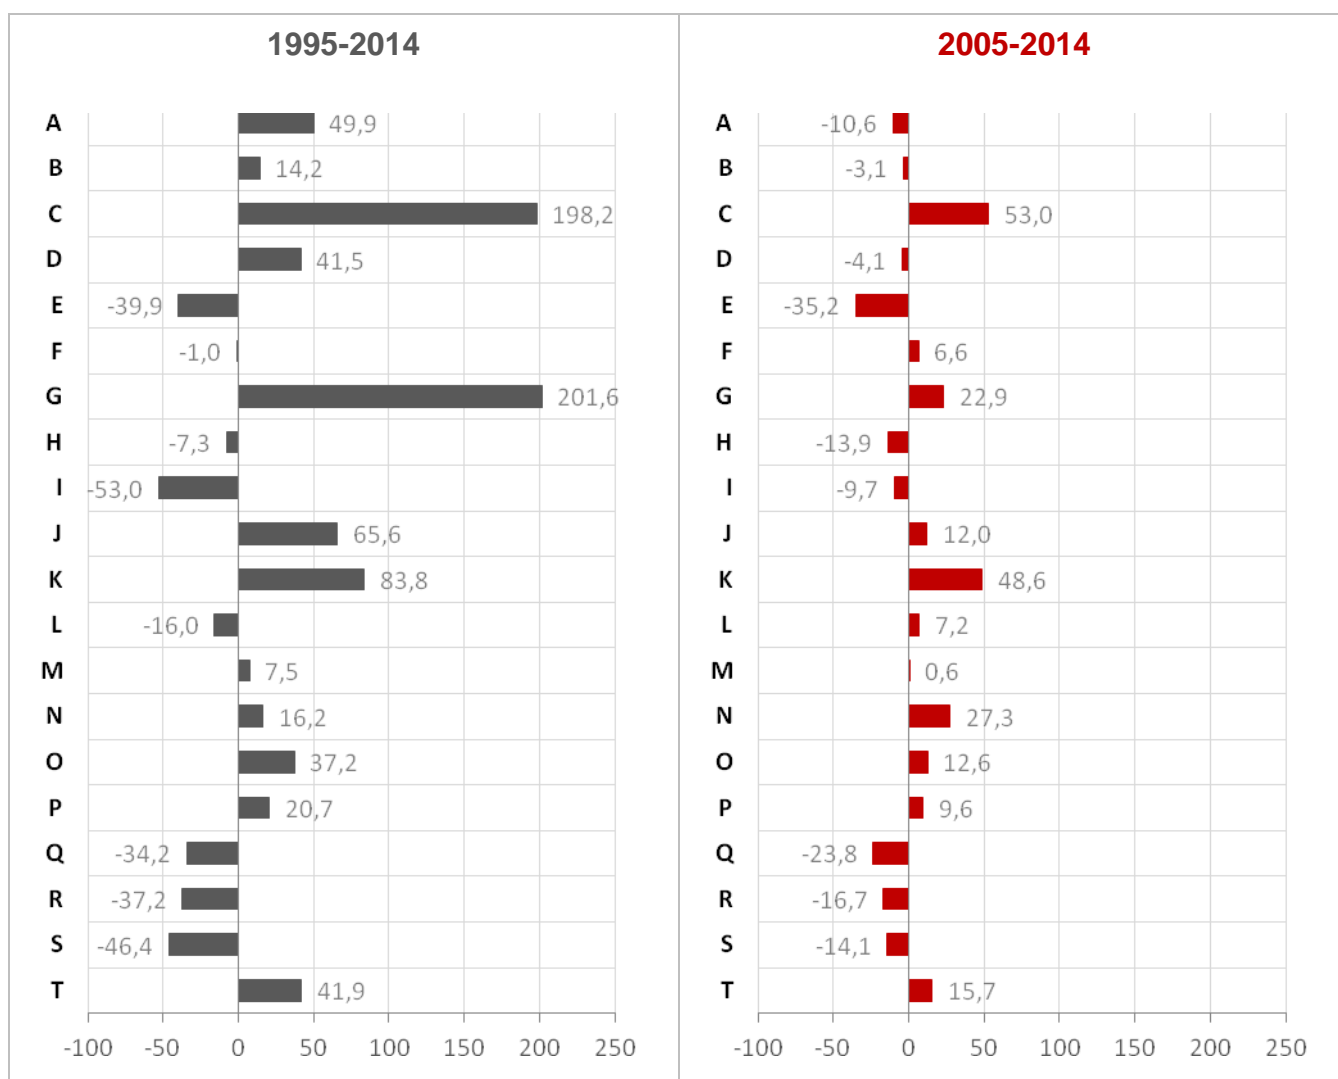 1995-2014
A 49,9
B 14,2
C 198,2
D 41,5
E -39,9
F -1,0
G 201,6
H -7,3
I -53,0
J 65,6
K 83,8
L -16,0
M 7,5
N 16,2
O 37,2
P 20,7
Q -34,2
R -37,2
S -46,4
T 41,9
-100 -50 0 50 100 150 200 250
2005-2014
A -10,6
B -3,1
C 53,0
D -4,1
E -35,2
F 6,6
G 22,9
H -13,9
I -9,7
J 12,0
K 48,6
L 7,2
M 0,6
N 27,3
O 12,6
P 9,6
Q -23,8
R -16,7
S -14,1
T 15,7
-100 -50 0 50 100 150 200 250